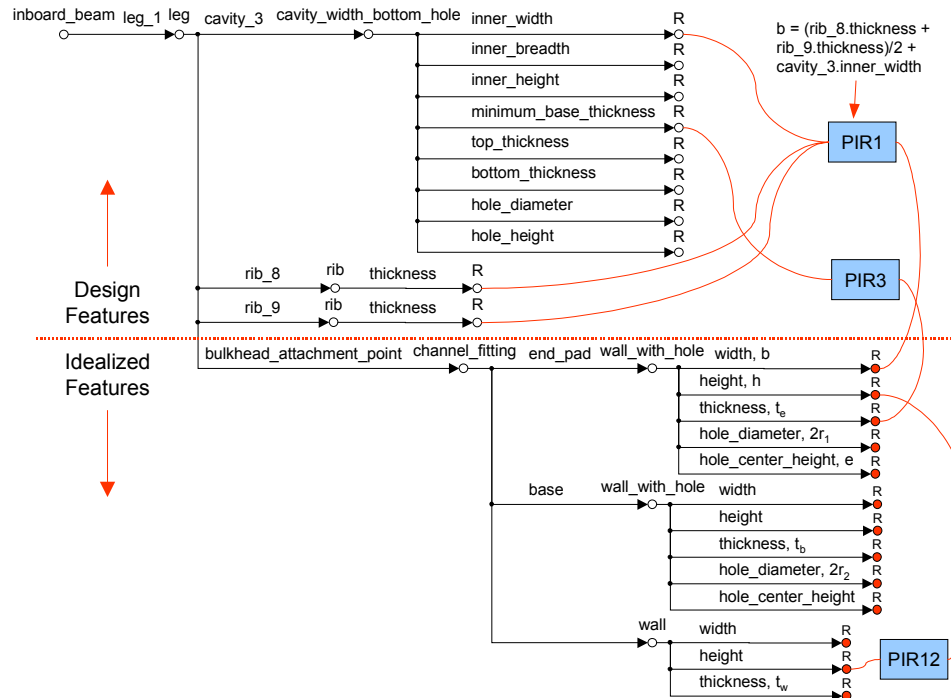 inboard_beam
leg_1
leg
cavity_3
cavity_width_bottom_hole
inner_width
R
inner_breadth
R
inner_height
R
minimum_base_thickness
R
top_thickness
R
bottom_thickness
R
hole_diameter
R
hole_height
R
b = (rib_8.thickness +
rib_9.thickness)/2 +
cavity_3.inner_width
PIR1
PIR3
Design
Features
rib_8
rib
thickness
R
rib_9
rib
thickness
R
Idealized
Features
bulkhead_attachment_point
channel_fitting
end_pad
wall_with_hole
width, b
R
height, h
R
thickness, te
R
hole_diameter, 2r1
R
hole_center_height, e
R
base
wall_with_hole
width
R
height
R
thickness, tb
R
hole_diameter, 2r2
R
hole_center_height
R
wall
width
R
height
R
thickness, tw
R
PIR12